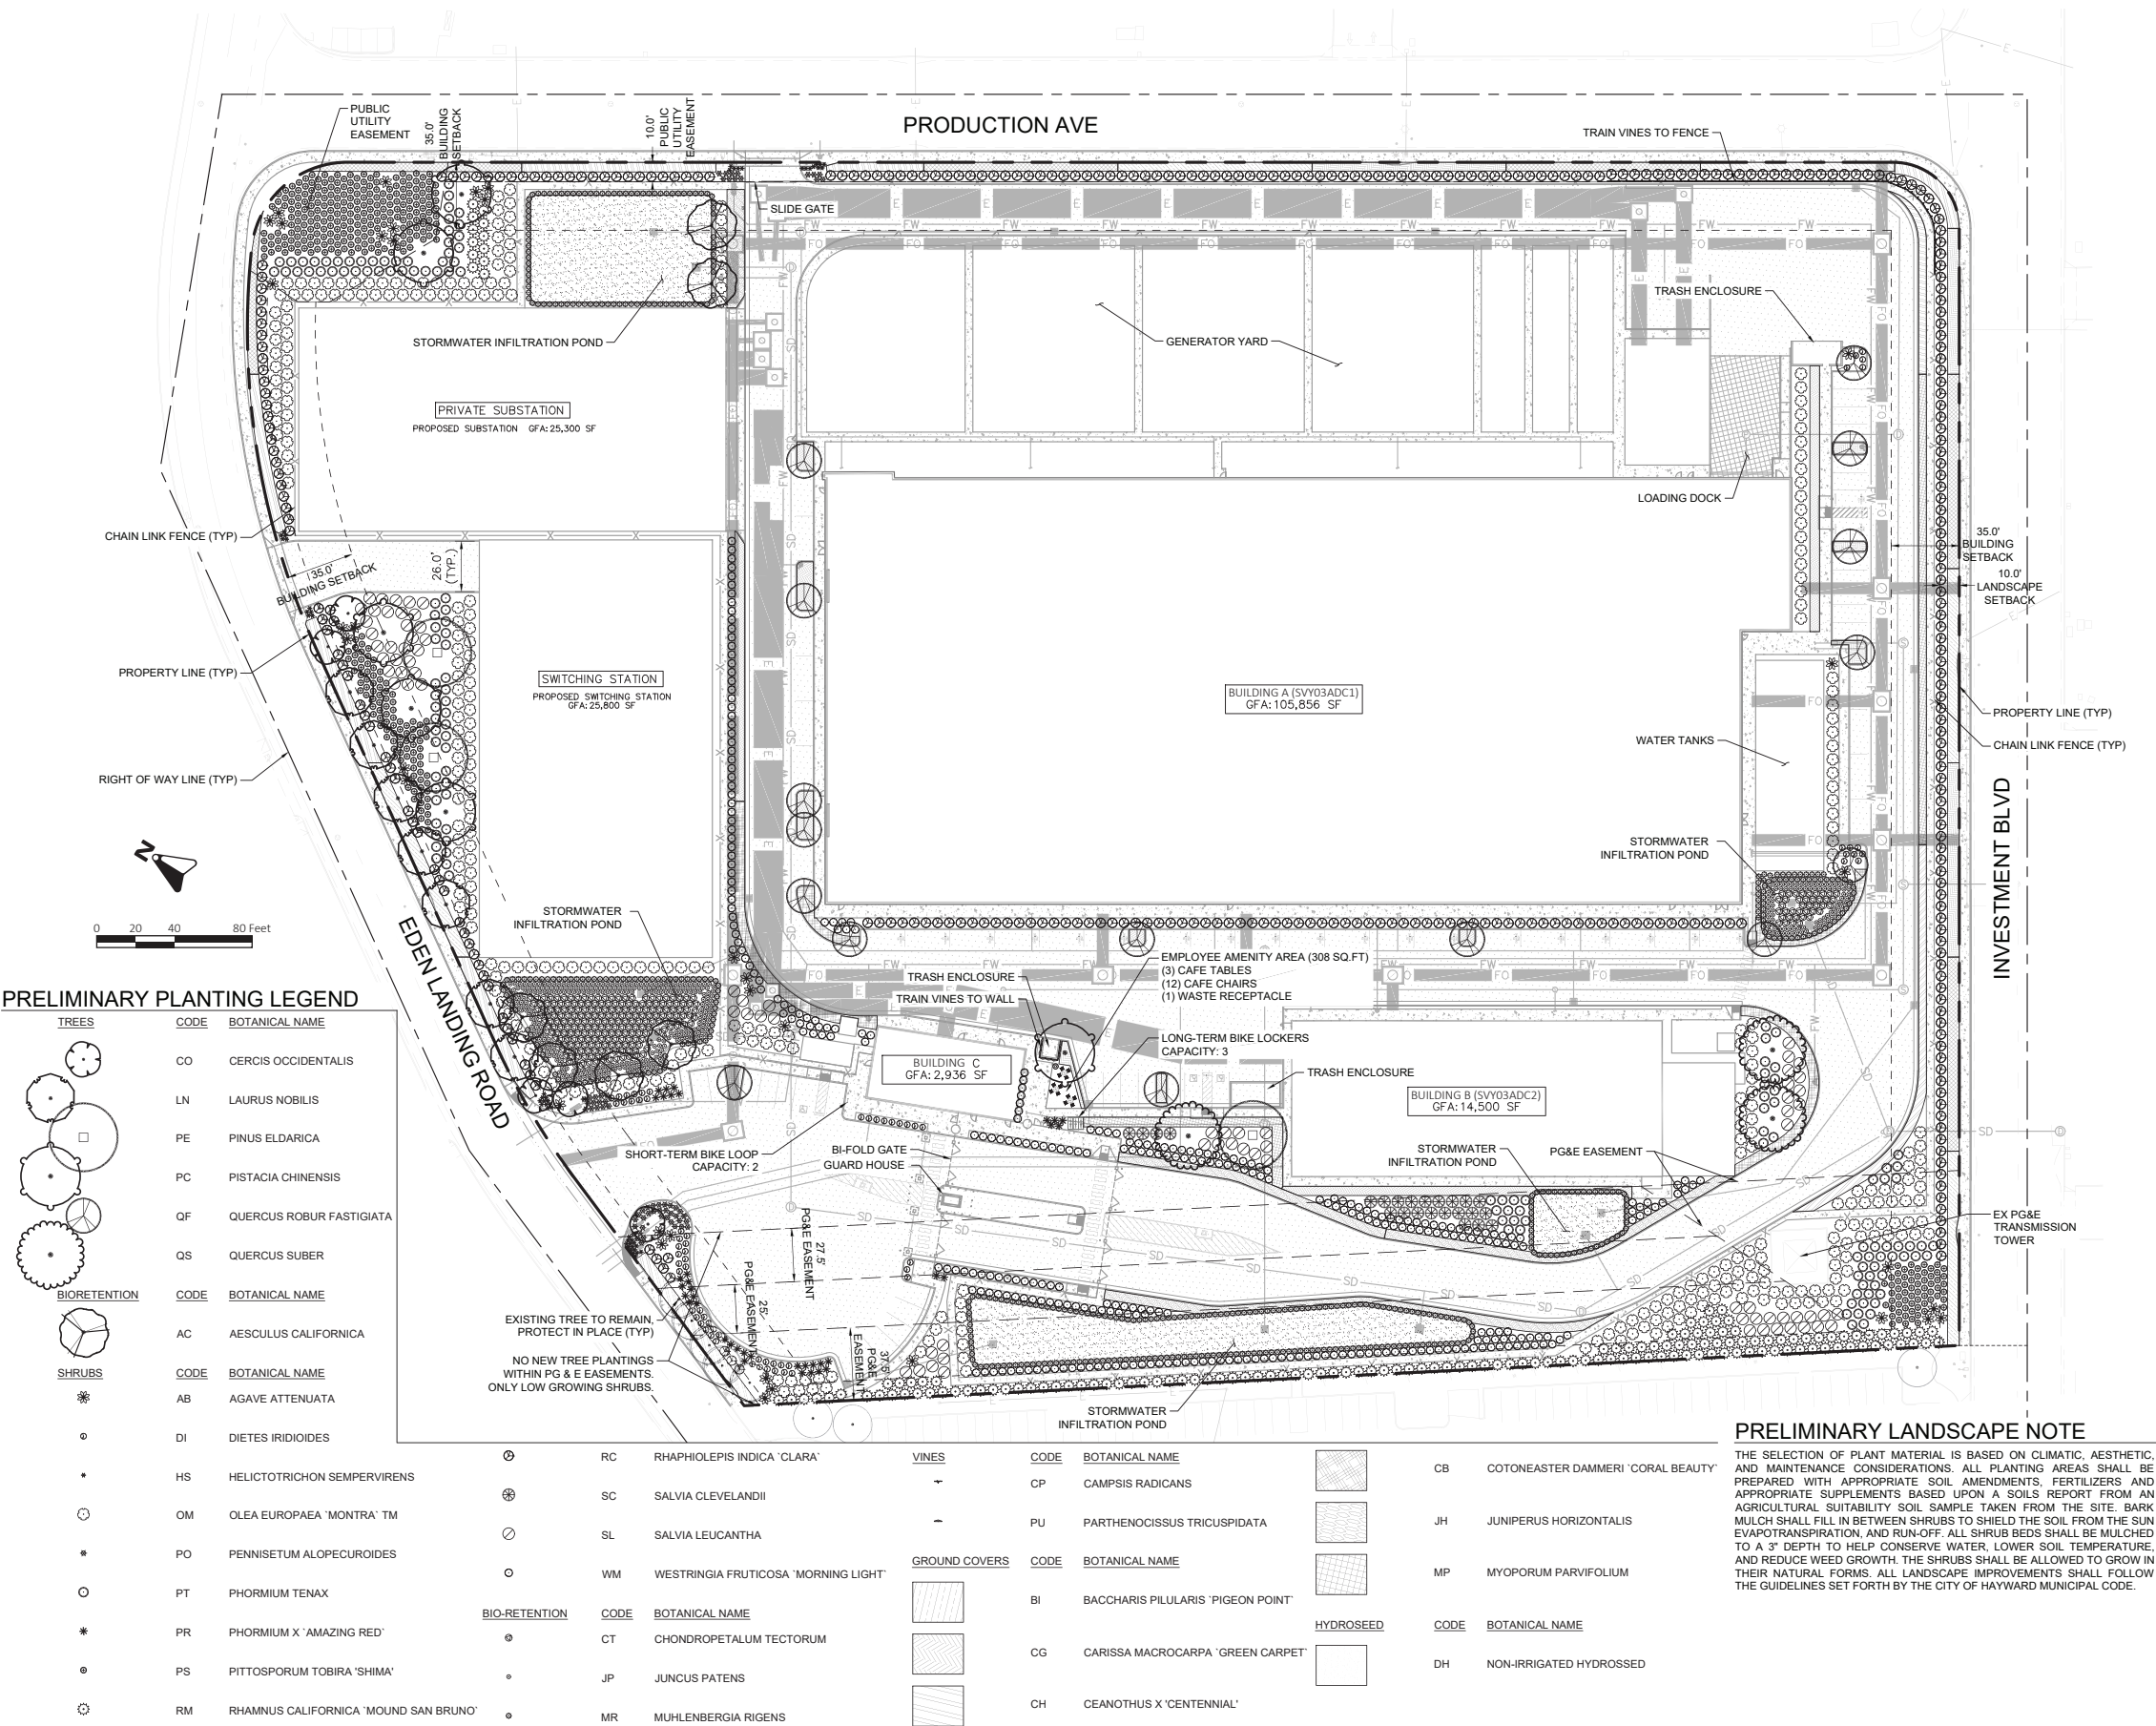 PRODUCTION AVE
PUBLIC
UTILITY
EASEMENT
35.0'
BUILDING
SETBACK
10.0'
PUBLIC
UTILITY
EASEMENT
TRAIN VINES TO FENCE
SLIDE GATE
TRASH ENCLOSURE
STORMWATER INFILTRATION POND
GENERATOR YARD
PRIVATE SUBSTATION
PROPOSED SUBSTATION GFA: 25,300 SF
LOADING DOCK
CHAIN LINK FENCE (TYP)
35.0'
BUILDING SETBACK
26.0'
(TYP.)
35.0'
BUILDING
SETBACK
10.0'
LANDSCAPE
SETBACK
PROPERTY LINE (TYP)
SWITCHING STATION
PROPOSED SWITCHING STATION
GFA: 25,800 SF
BUILDING A (SVY03ADC1)
GFA: 105,856 SF
PROPERTY LINE (TYP)
WATER TANKS
CHAIN LINK FENCE (TYP)
RIGHT OF WAY LINE (TYP)
STORMWATER
INFILTRATION POND
INVESTMENT BLVD
N
0 20 40 80 Feet
STORMWATER
INFILTRATION POND
EDEN LANDING ROAD
TRASH ENCLOSURE
TRAIN VINES TO WALL
EMPLOYEE AMENITY AREA (308 SQ.FT)
(3) CAFE TABLES
(12) CAFE CHAIRS
(1) WASTE RECEPTACLE
LONG-TERM BIKE LOCKERS
CAPACITY: 3
BUILDING C
GFA: 2,936 SF
TRASH ENCLOSURE
BUILDING B (SVY03ADC2)
GFA: 14,500 SF
SHORT-TERM BIKE LOOP
CAPACITY: 2
BI-FOLD GATE
GUARD HOUSE
STORMWATER
INFILTRATION POND
PG&E EASEMENT
EX PG&E
TRANSMISSION
TOWER
27.5'
PG&E EASEMENT
25'
PG&E EASEMENT
37.5'
PG&E
EASEMENT
EXISTING TREE TO REMAIN,
PROTECT IN PLACE (TYP)
NO NEW TREE PLANTINGS
WITHIN PG & E EASEMENTS.
ONLY LOW GROWING SHRUBS.
STORMWATER
INFILTRATION POND
PRELIMINARY PLANTING LEGEND
TREES CODE BOTANICAL NAME
CO CERCIS OCCIDENTALIS
LN LAURUS NOBILIS
PE PINUS ELDARICA
PC PISTACIA CHINENSIS
QF QUERCUS ROBUR FASTIGIATA
QS QUERCUS SUBER
BIORETENTION CODE BOTANICAL NAME
AC AESCULUS CALIFORNICA
SHRUBS CODE BOTANICAL NAME
AB AGAVE ATTENUATA
DI DIETES IRIDIOIDES
HS HELICTOTRICHON SEMPERVIRENS
OM OLEA EUROPAEA `MONTRA` TM
PO PENNISETUM ALOPECUROIDES
PT PHORMIUM TENAX
PR PHORMIUM X `AMAZING RED`
PS PITTOSPORUM TOBIRA 'SHIMA'
RM RHAMNUS CALIFORNICA `MOUND SAN BRUNO`
RC RHAPHIOLEPIS INDICA `CLARA`
SC SALVIA CLEVELANDII
SL SALVIA LEUCANTHA
WM WESTRINGIA FRUTICOSA `MORNING LIGHT`
BIO-RETENTION CODE BOTANICAL NAME
CT CHONDROPETALUM TECTORUM
JP JUNCUS PATENS
MR MUHLENBERGIA RIGENS
VINES CODE BOTANICAL NAME
CP CAMPSIS RADICANS
PU PARTHENOCISSUS TRICUSPIDATA
GROUND COVERS CODE BOTANICAL NAME
BI BACCHARIS PILULARIS `PIGEON POINT`
CG CARISSA MACROCARPA `GREEN CARPET`
CH CEANOTHUS X 'CENTENNIAL'
CB COTONEASTER DAMMERI `CORAL BEAUTY`
JH JUNIPERUS HORIZONTALIS
MP MYOPORUM PARVIFOLIUM
HYDROSEED CODE BOTANICAL NAME
DH NON-IRRIGATED HYDROSSED
PRELIMINARY LANDSCAPE NOTE
THE SELECTION OF PLANT MATERIAL IS BASED ON CLIMATIC, AESTHETIC,
AND MAINTENANCE CONSIDERATIONS. ALL PLANTING AREAS SHALL BE
PREPARED WITH APPROPRIATE SOIL AMENDMENTS, FERTILIZERS AND
APPROPRIATE SUPPLEMENTS BASED UPON A SOILS REPORT FROM AN
AGRICULTURAL SUITABILITY SOIL SAMPLE TAKEN FROM THE SITE. BARK
MULCH SHALL FILL IN BETWEEN SHRUBS TO SHIELD THE SOIL FROM THE SUN
EVAPOTRANSPIRATION, AND RUN-OFF. ALL SHRUB BEDS SHALL BE MULCHED
TO A 3" DEPTH TO HELP CONSERVE WATER, LOWER SOIL TEMPERATURE,
AND REDUCE WEED GROWTH. THE SHRUBS SHALL BE ALLOWED TO GROW IN
THEIR NATURAL FORMS. ALL LANDSCAPE IMPROVEMENTS SHALL FOLLOW
THE GUIDELINES SET FORTH BY THE CITY OF HAYWARD MUNICIPAL CODE.